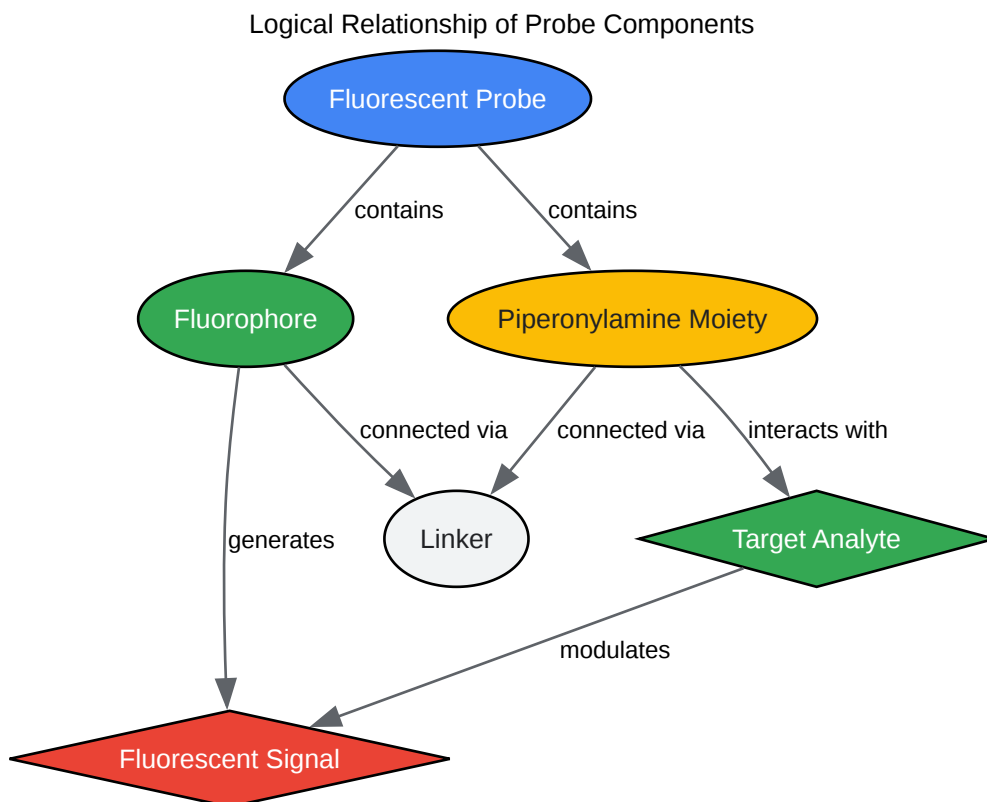 Logical Relationship of Probe Components
Fluorescent Probe
contains
contains
Fluorophore
Piperonylamine Moiety
connected via
connected via
interacts with
generates
Linker
Target Analyte
modulates
Fluorescent Signal